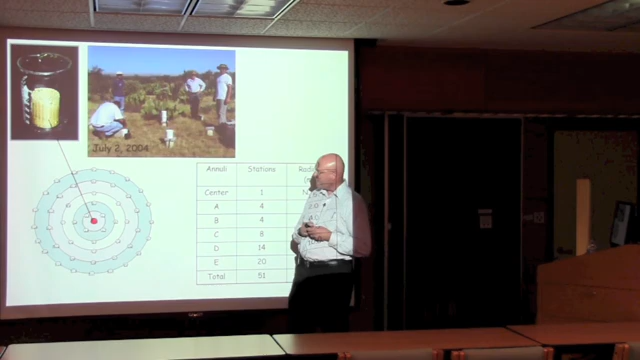 July 2, 2004
Annuli Stations
Center 1
A 4
B 4
C 8
D 14
E 20
Total 51